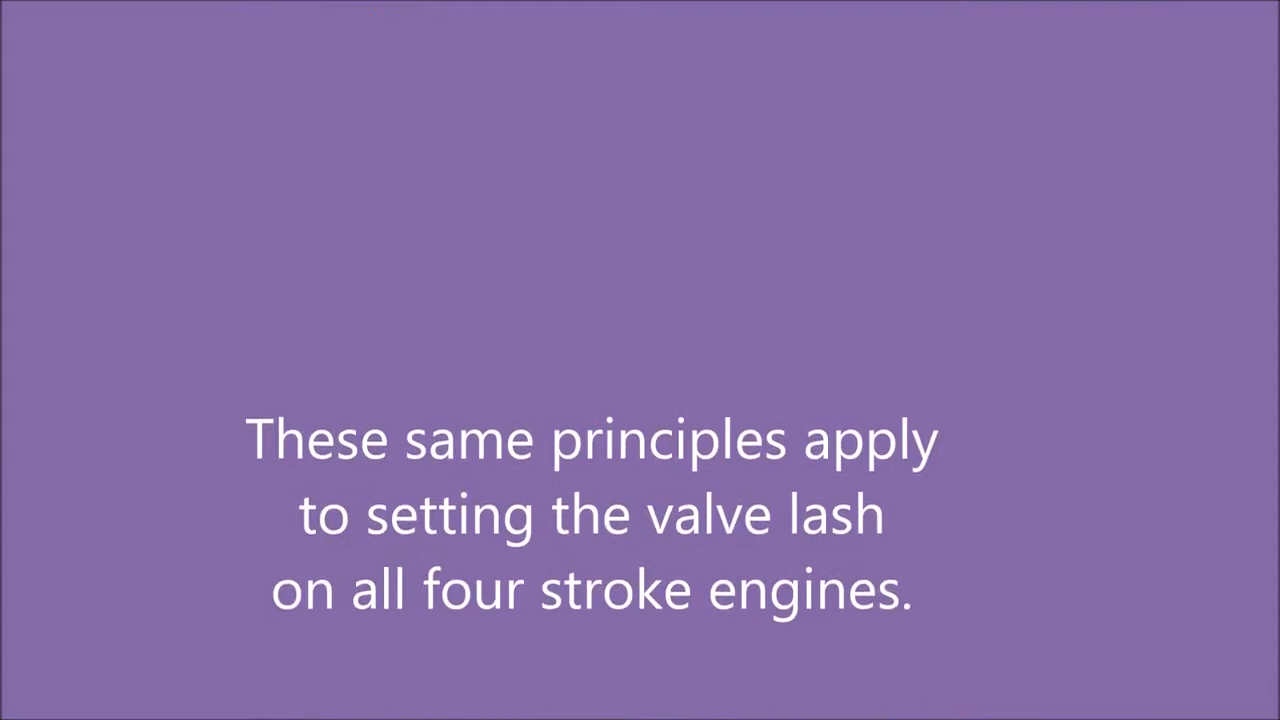 These same principles apply
to setting the valve lash
on all four stroke engines.